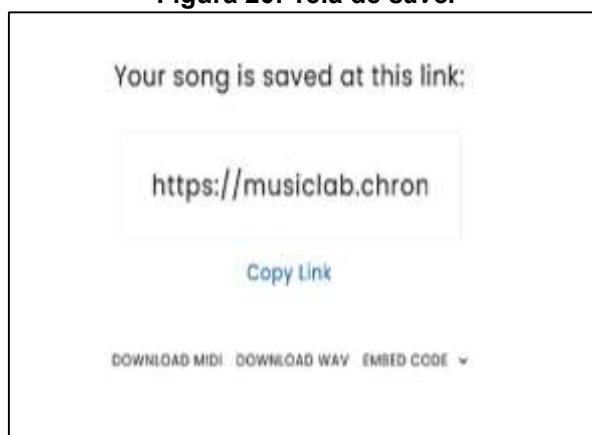 Figura 20: Tela do save.
Your song is saved at this link:
https://musiclab.chron
Copy Link
DOWNLOAD MIDI DOWNLOAD WAV EMBED CODE